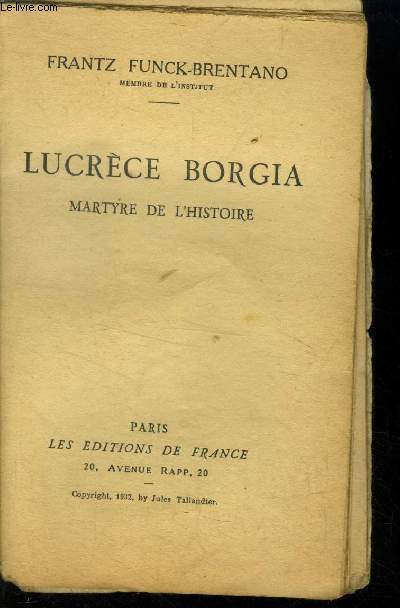 Le-livre.com
FRANTZ FUNCK-BRENTANO
MEMBRE DE L'INSTITUT
LUCRÈCE BORGIA
MARTYRE DE L'HISTOIRE
PARIS
LES EDITIONS DE FRANCE
20, AVENUE RAPP, 20
Copyright, 1932, by Jules Tallandier.